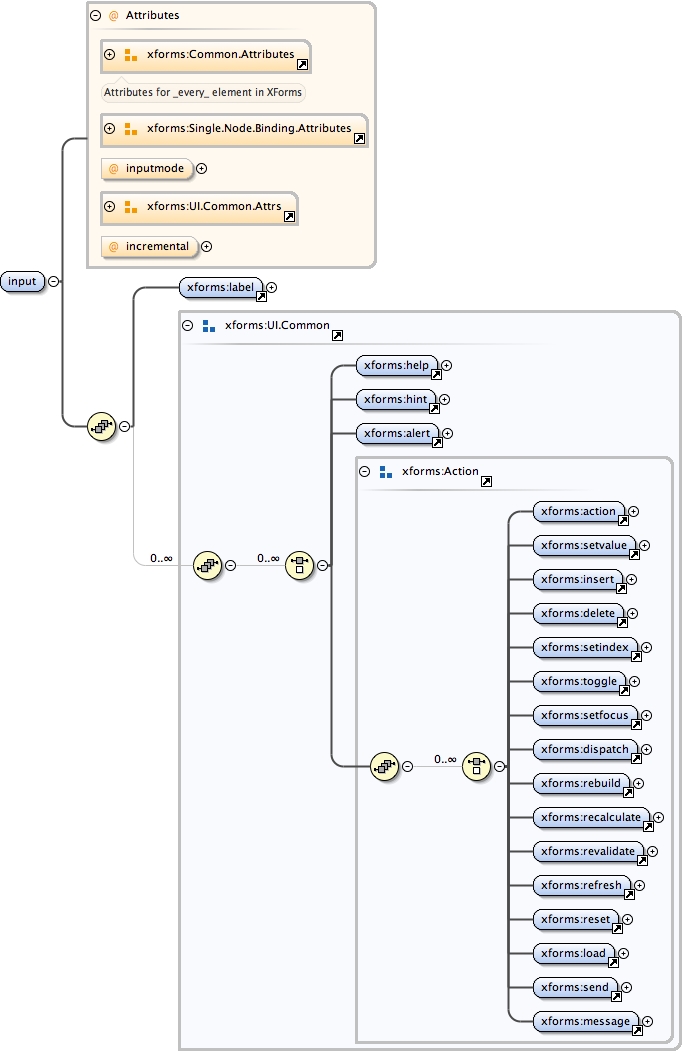 Attributes
xforms:Common.Attributes
Attributes for _every_ element in XForms
xforms:Single.Node.Binding.Attributes
@ inputmode
xforms:UI.Common.Attrs
@ incremental
input
xforms:label
xforms:UI.Common
xforms:help
xforms:hint
xforms:alert
xforms:Action
xforms:action
xforms:setvalue
0..∞
0..∞
xforms:insert
xforms:delete
xforms:setindex
xforms:toggle
xforms:setfocus
xforms:dispatch
0..∞
xforms:rebuild
xforms:recalculate
xforms:revalidate
xforms:refresh
xforms:reset
xforms:load
xforms:send
xforms:message